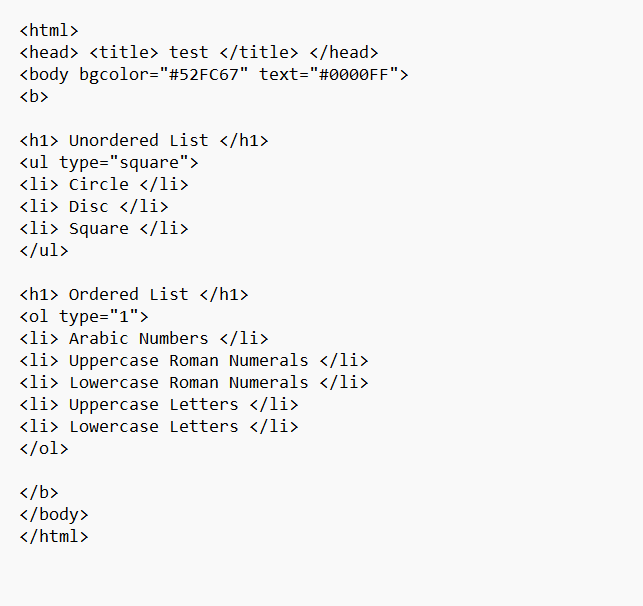 <html>
<head> <title> test </title> </head>
<body bgcolor="#52FC67" text="#0000FF">
<b>

<h1> Unordered List </h1>
<ul type="square">
<li> Circle </li>
<li> Disc </li>
<li> Square </li>
</ul>

<h1> Ordered List </h1>
<ol type="1">
<li> Arabic Numbers </li>
<li> Uppercase Roman Numerals </li>
<li> Lowercase Roman Numerals </li>
<li> Uppercase Letters </li>
<li> Lowercase Letters </li>
</ol>

</b>
</body>
</html>